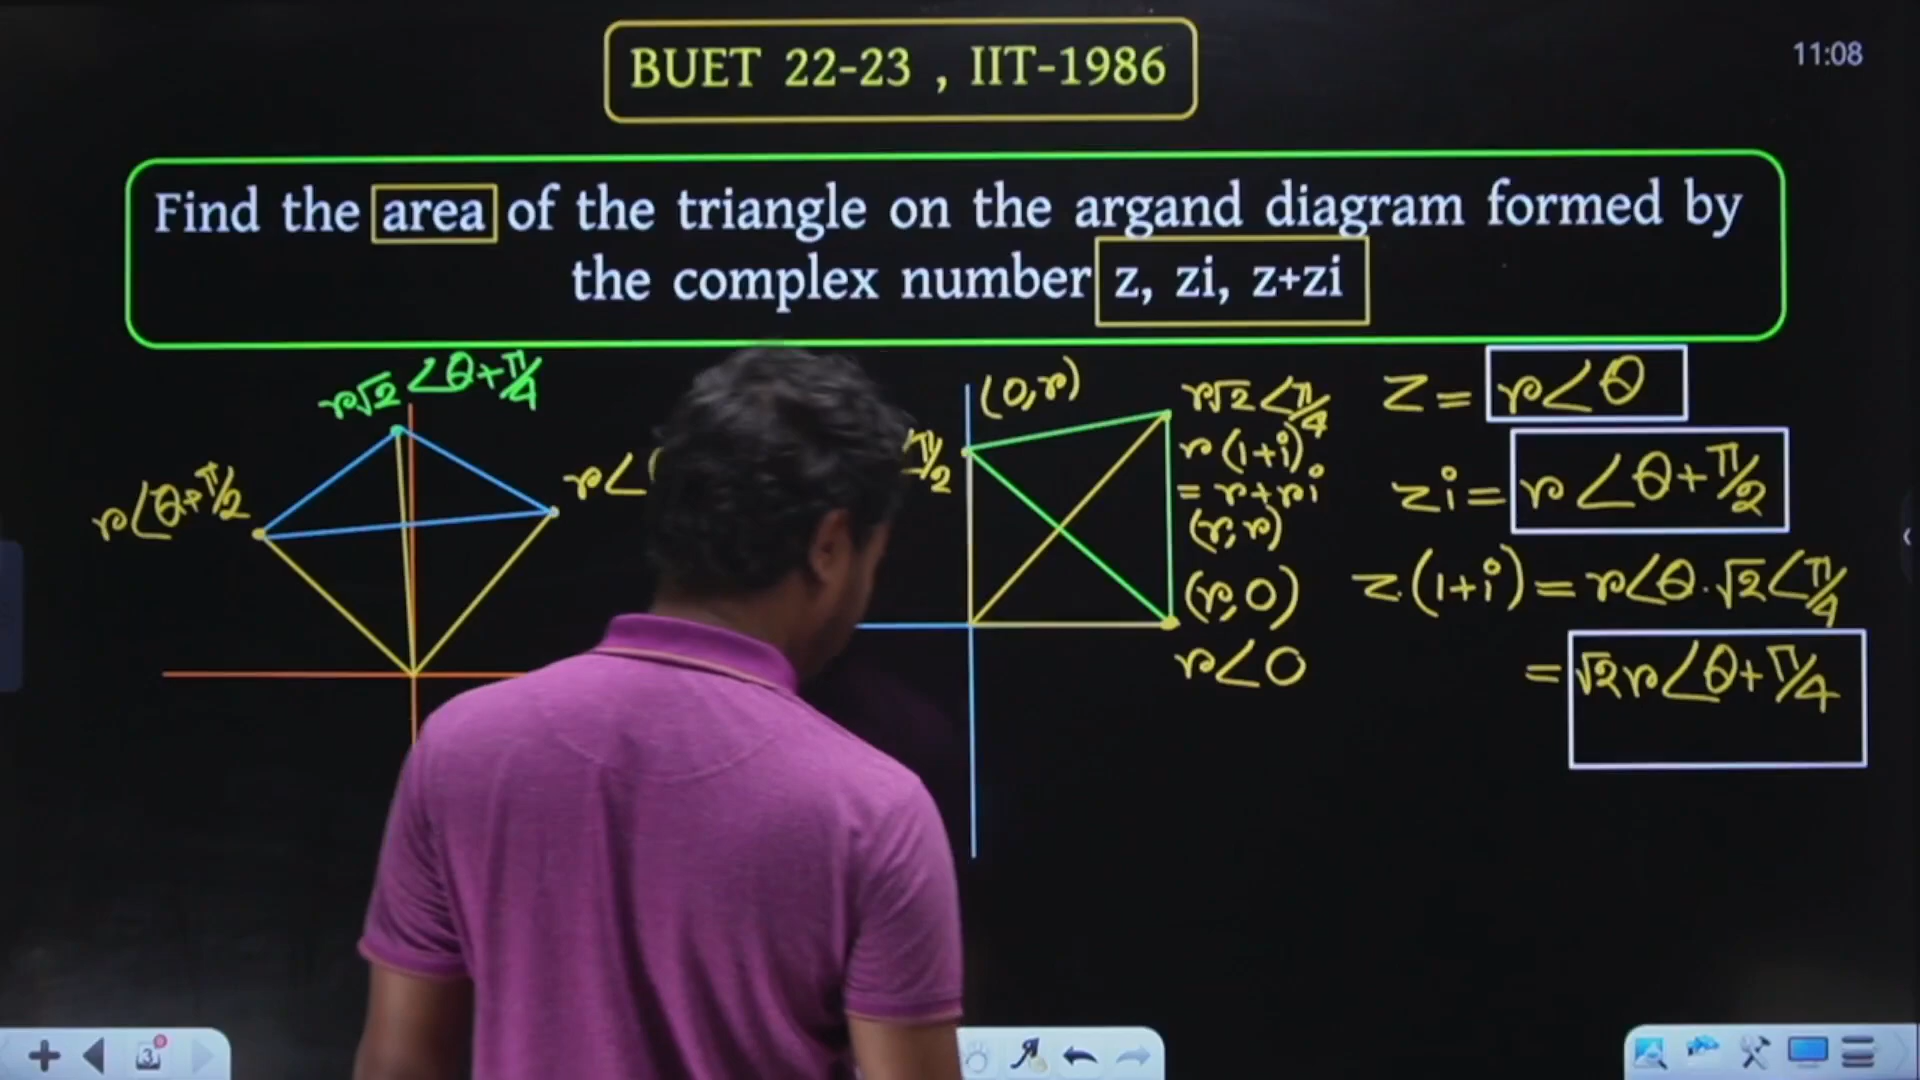 BUET 22-23 , IIT-1986
11:08
Find the area of the triangle on the argand diagram formed by
the complex number z, zi, z+zi
r√2 ∠θ+π/4
r∠θ+π/2
r∠
(0,r)
π/2
r√2 ∠π/4
r(1+i)
= r+ri
(r,r)
(r,0)
r∠0
z = r∠θ
zi = r∠θ+π/2
z.(1+i) = r∠θ.√2∠π/4
= √2r∠θ+π/4
3